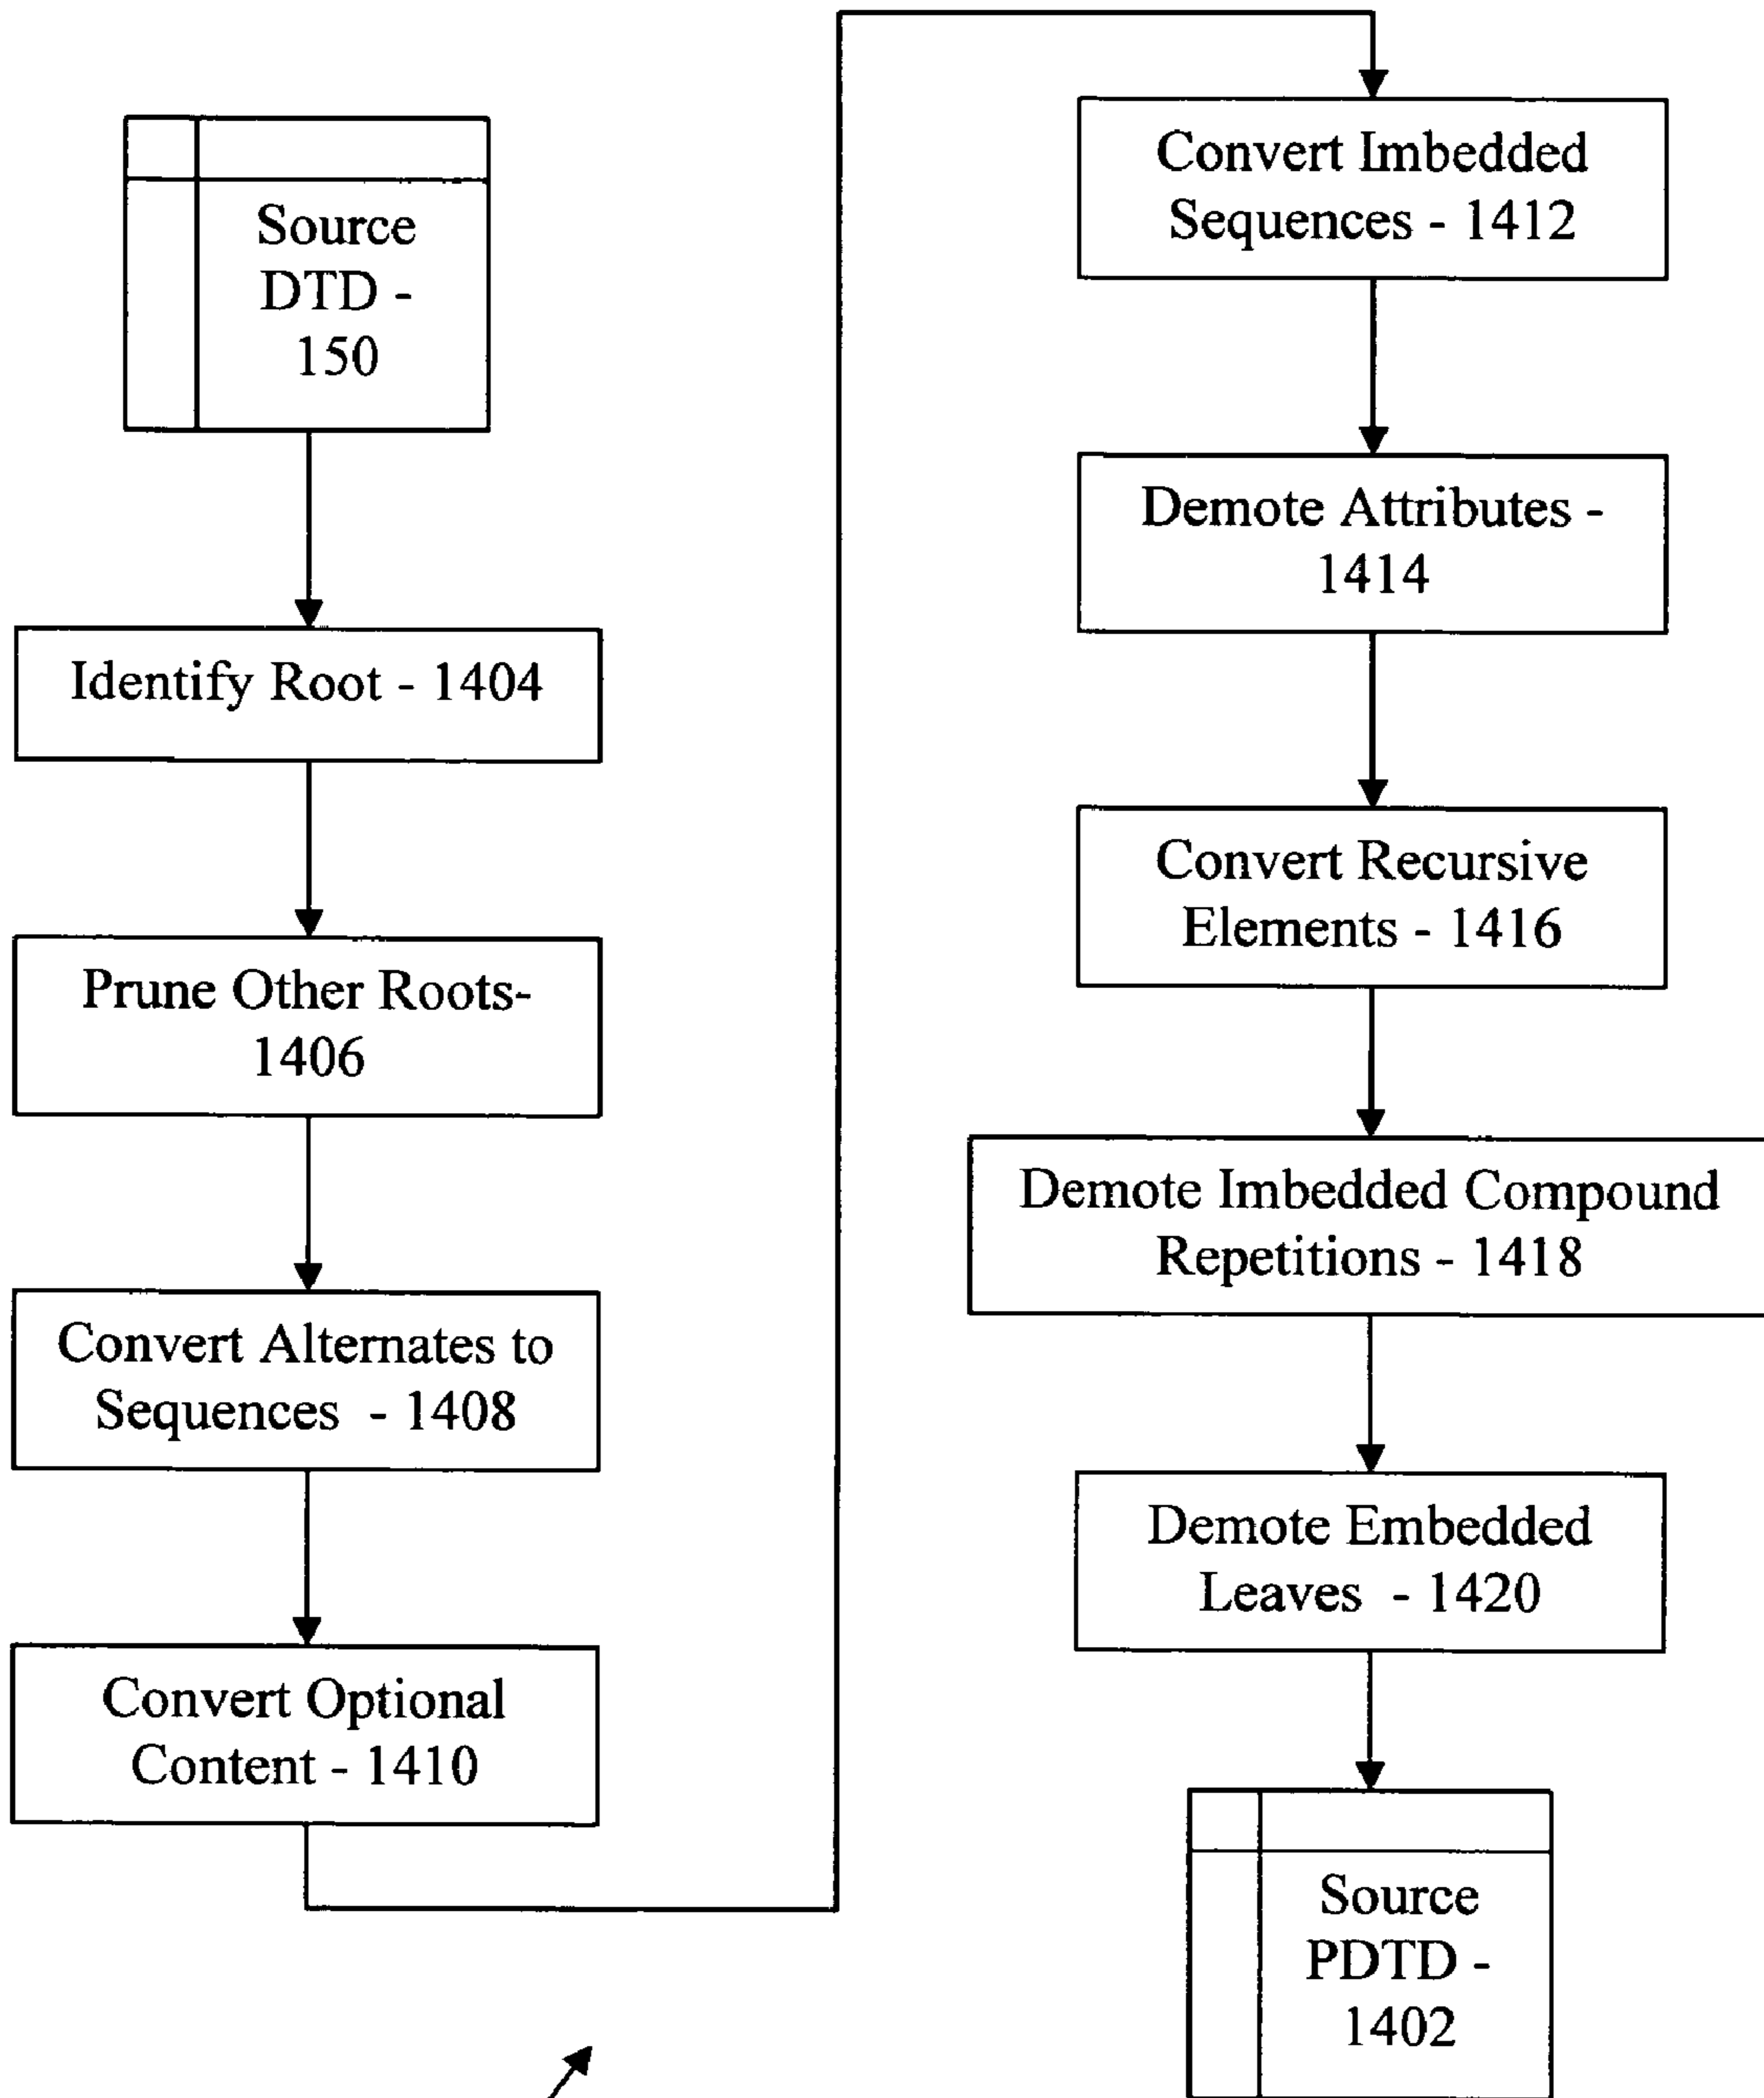 Source
DTD -
150
Identify Root - 1404
Prune Other Roots-
1406
Convert Alternates to
Sequences - 1408
Convert Optional
Content - 1410
Convert Imbedded
Sequences - 1412
Demote Attributes -
1414
Convert Recursive
Elements - 1416
Demote Imbedded Compound
Repetitions - 1418
Demote Embedded
Leaves - 1420
Source
PDTD -
1402